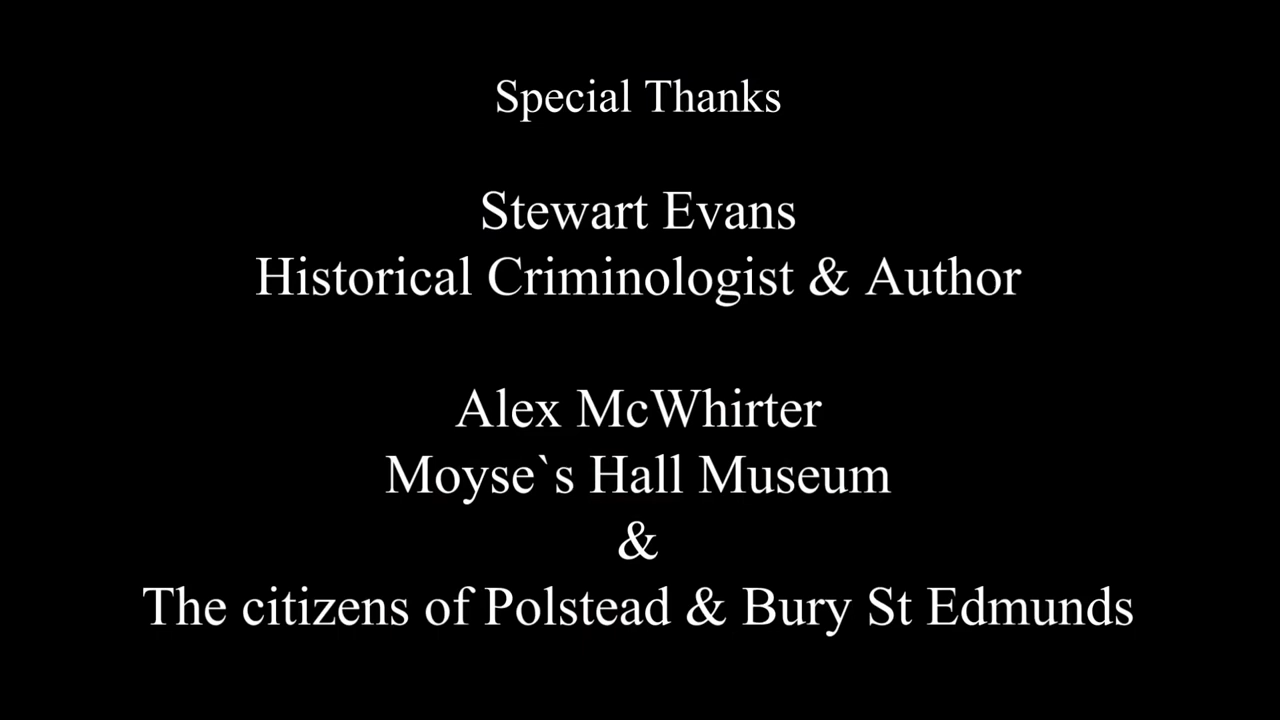 Special Thanks
Stewart Evans
Historical Criminologist & Author
Alex McWhirter
Moyse`s Hall Museum
&
The citizens of Polstead & Bury St Edmunds